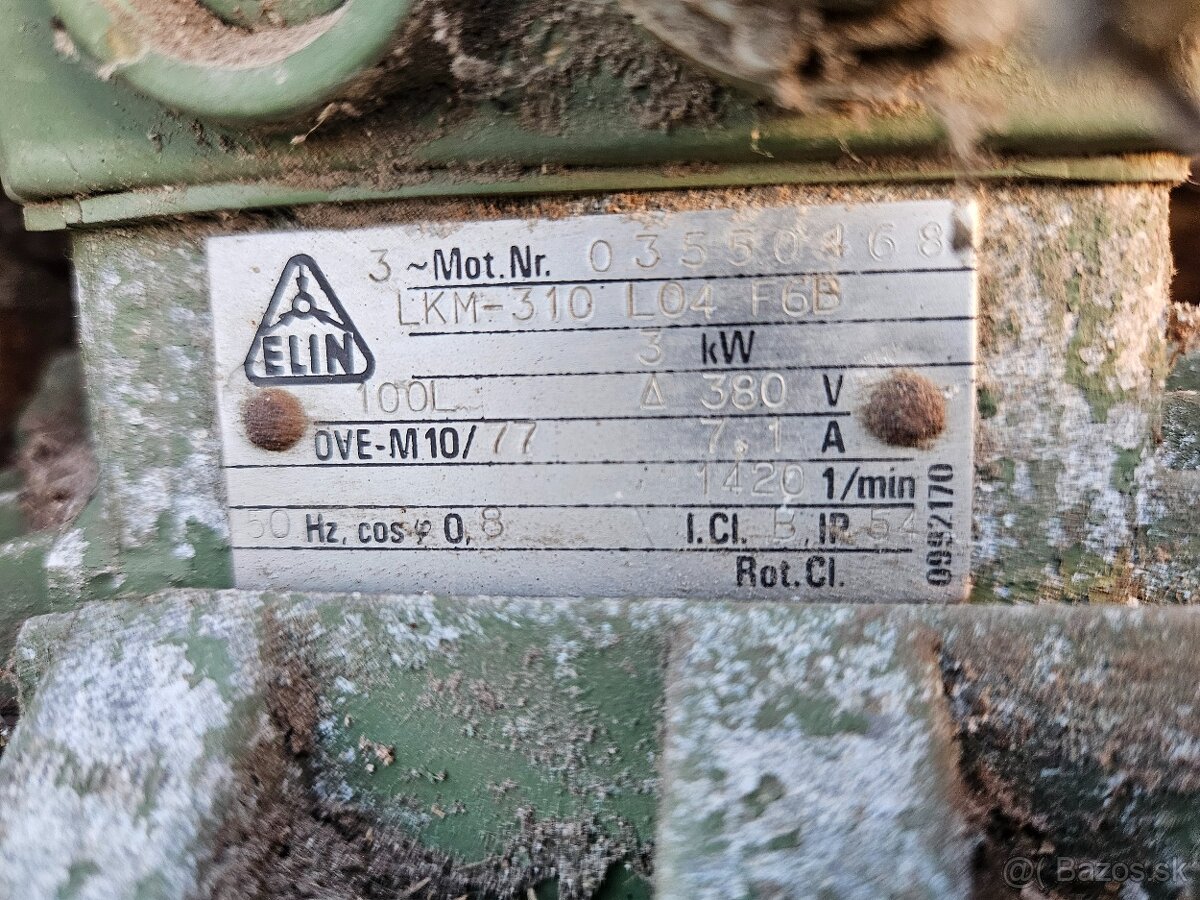 3 ~Mot.Nr. 03550468
LKM-310 L04 F6B
ELIN
3 kW
100L Δ 380 V
ÖVE-M10/77 7.1 A
1420 1/min
50 Hz, cos φ 0,8 I.Cl. B, IP 54
Rot.Cl.
0992170
@( Bazos.sk